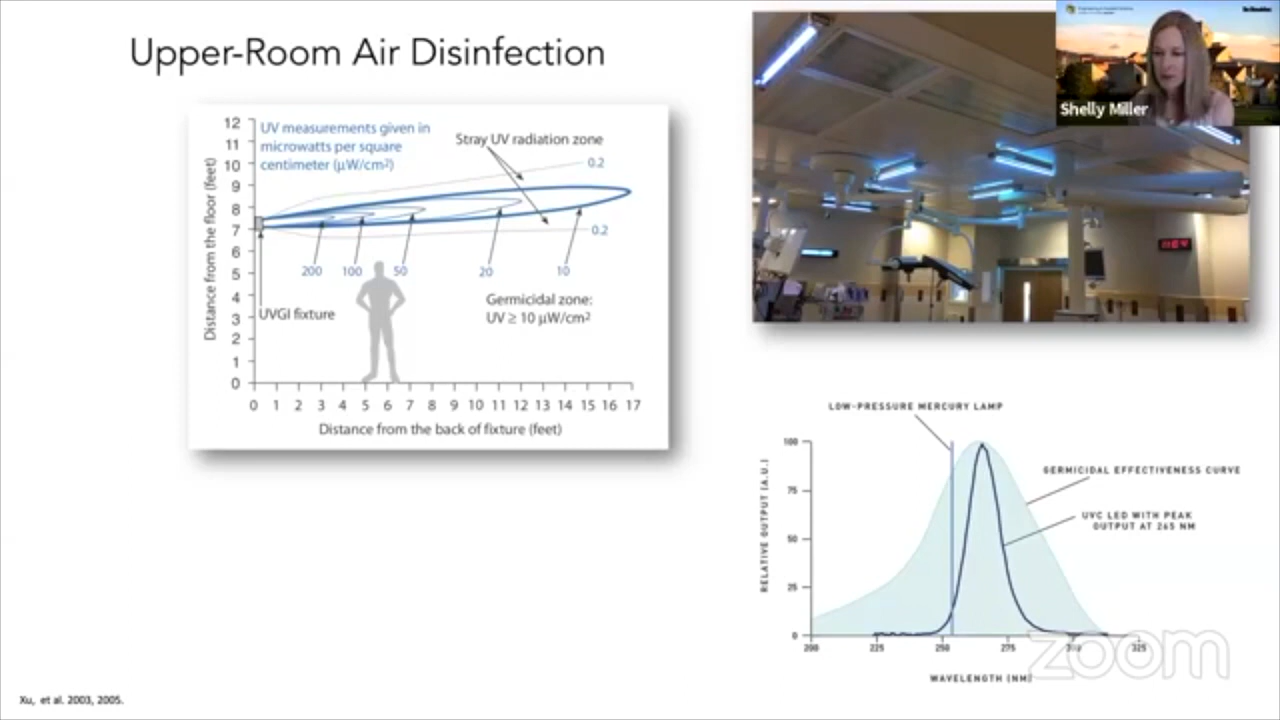 Upper-Room Air Disinfection
UV measurements given in
microwatts per square
centimeter (µW/cm²)
Stray UV radiation zone
0.2
0.2
200
100
50
20
10
UVGI fixture
Germicidal zone:
UV ≥ 10 µW/cm²
Distance from the floor (feet)
12
11
10
9
8
7
6
5
4
3
2
1
0
0 1 2 3 4 5 6 7 8 9 10 11 12 13 14 15 16 17
Distance from the back of fixture (feet)
Shelly Miller
LOW-PRESSURE MERCURY LAMP
GERMICIDAL EFFECTIVENESS CURVE
UVC LED WITH PEAK
OUTPUT AT 265 NM
RELATIVE OUTPUT (A.U.)
100
75
50
25
0
200 225 250 275 300 325
WAVELENGTH (NM)
zoom
Xu, et al. 2003, 2005.